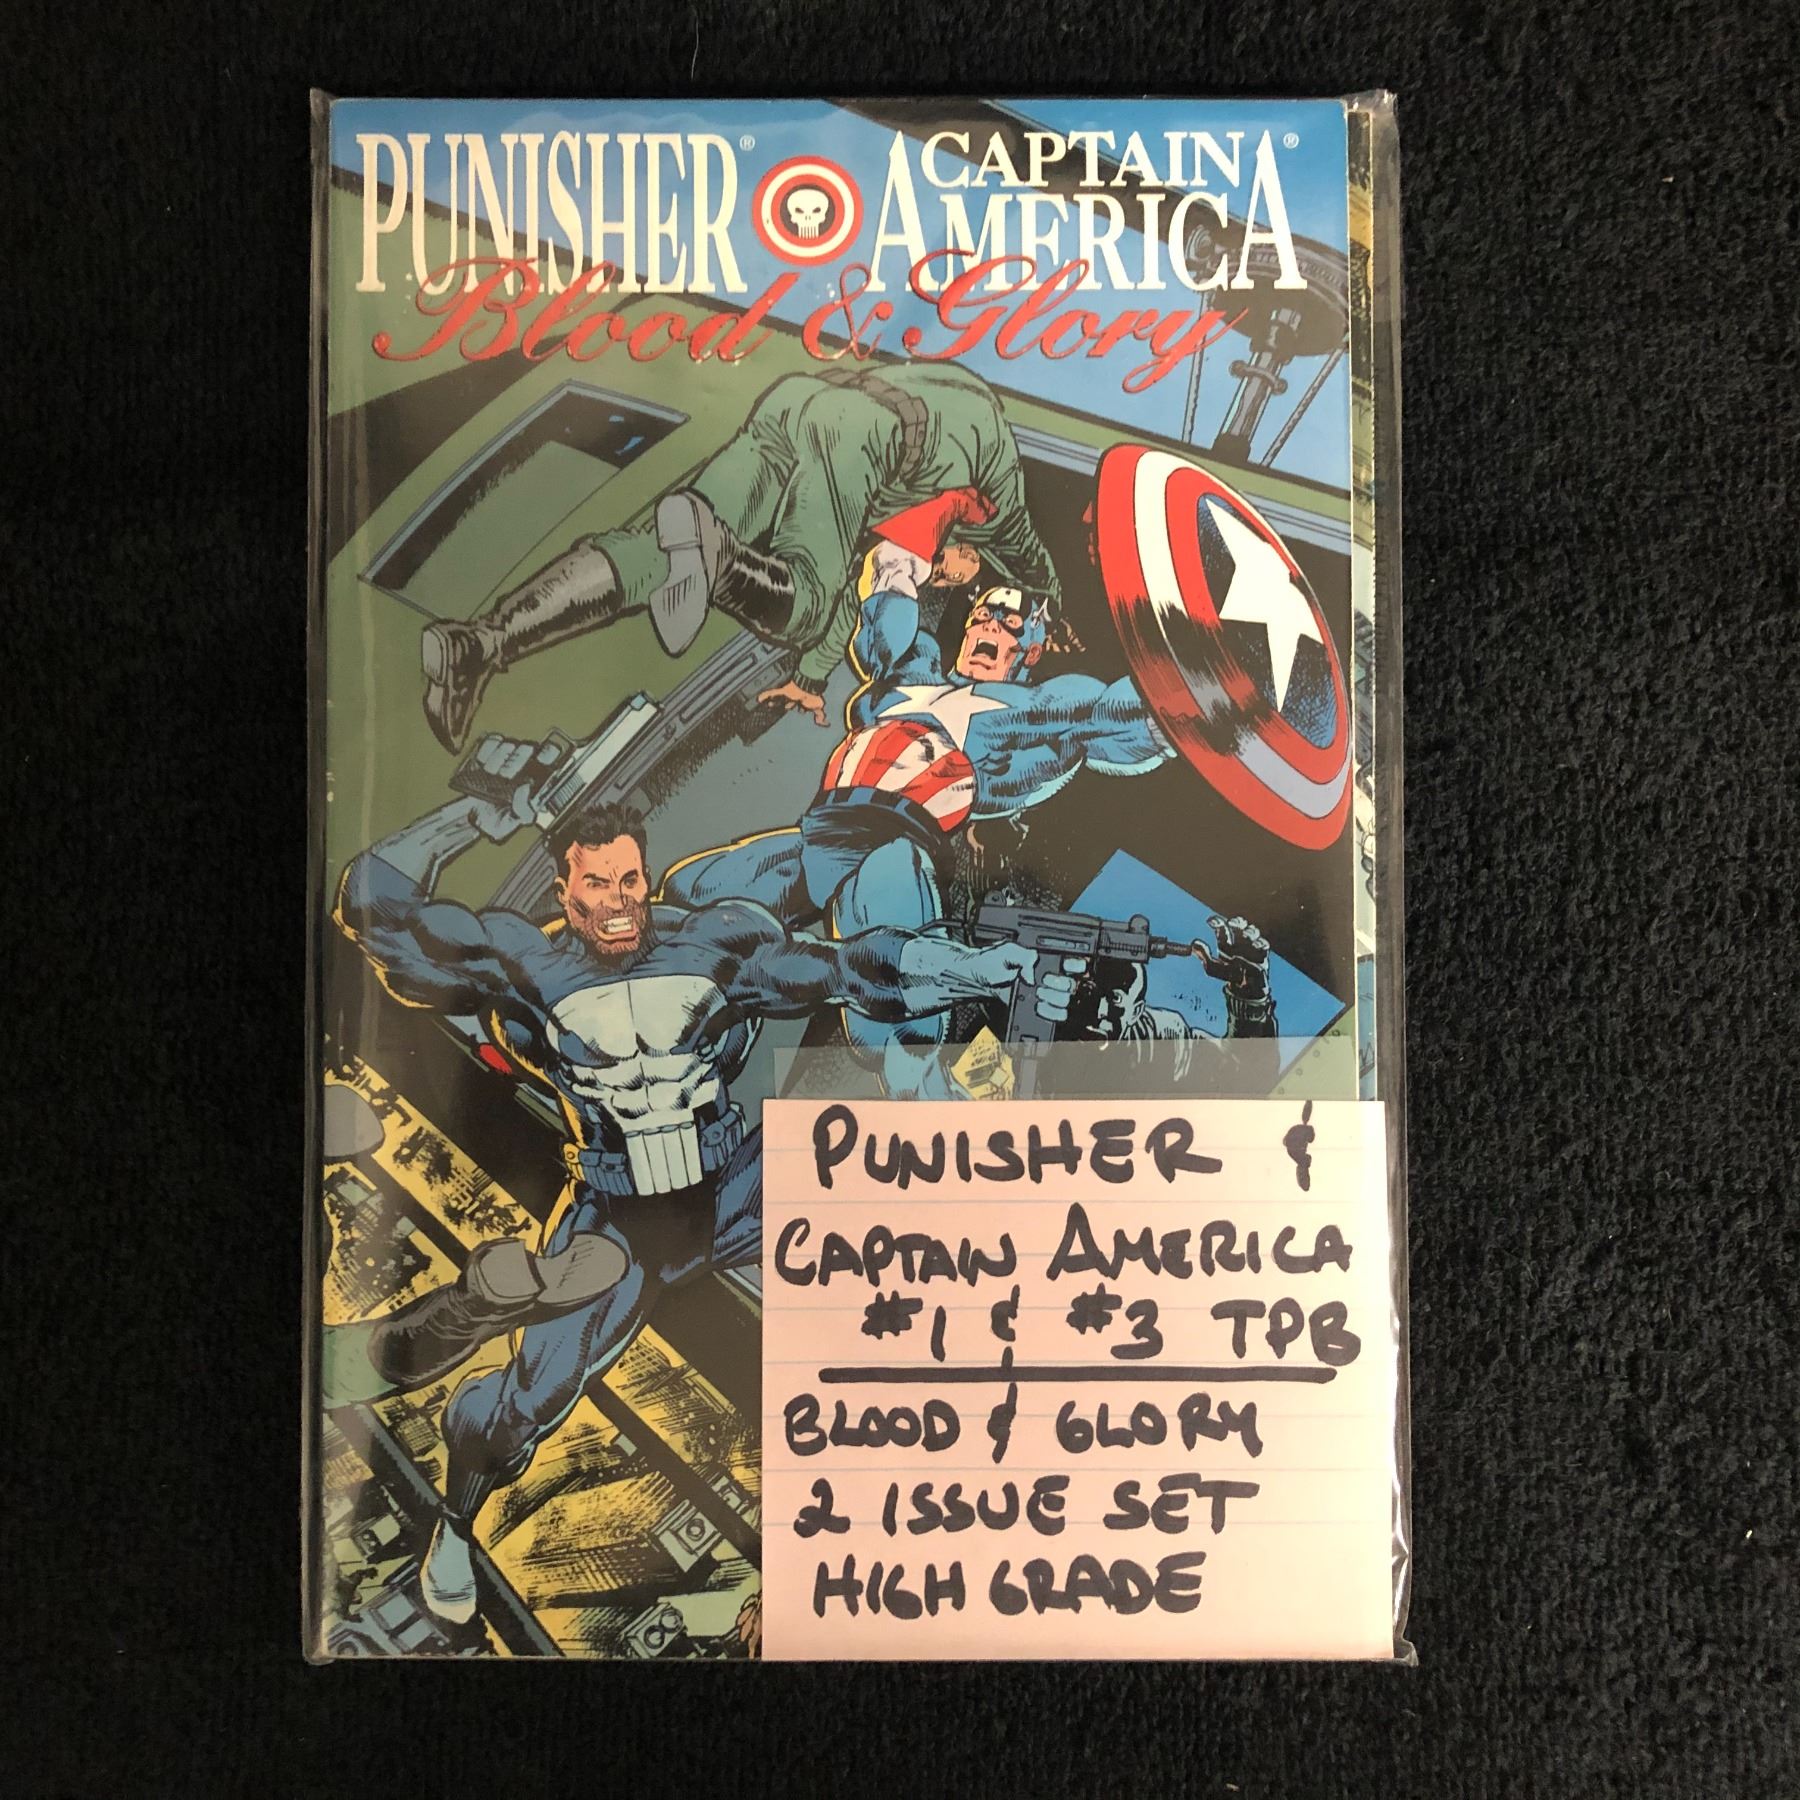 PUNISHER®
CAPTAIN
AMERICA®
Blood & Glory
PUNISHER &
CAPTAIN AMERICA
#1 & #3 TPB
&
BLOOD & GLORY
2 ISSUE SET
HIGH GRADE